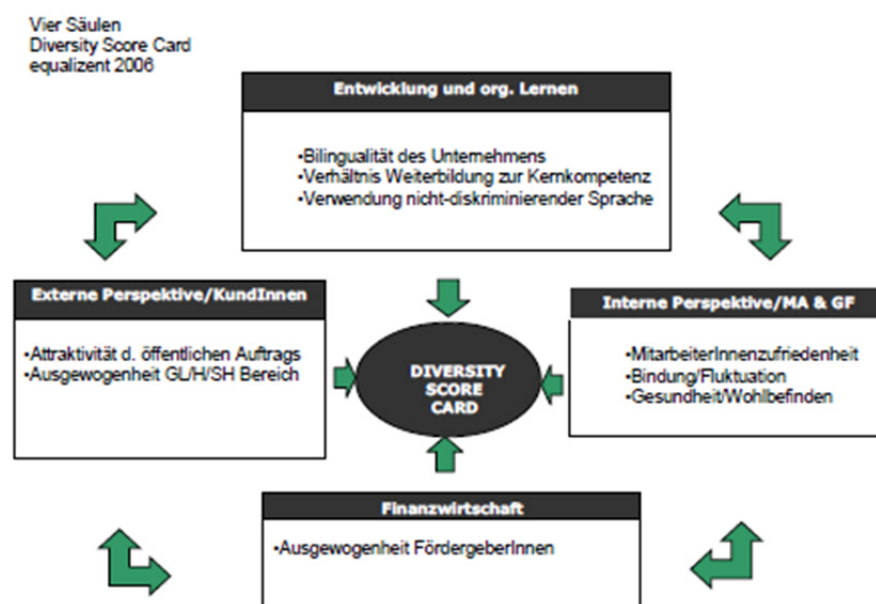 Vier Säulen
Diversity Score Card
equalizent 2006
Entwicklung und org. Lernen
•Bilingualität des Unternehmens
•Verhältnis Weiterbildung zur Kernkompetenz
•Verwendung nicht-diskriminierender Sprache
Externe Perspektive/KundInnen
•Attraktivität d. öffentlichen Auftrags
•Ausgewogenheit GL/H/SH Bereich
DIVERSITY
SCORE
CARD
Interne Perspektive/MA & GF
•MitarbeiterInnenzufriedenheit
•Bindung/Fluktuation
•Gesundheit/Wohlbefinden
Finanzwirtschaft
•Ausgewogenheit FördergeberInnen